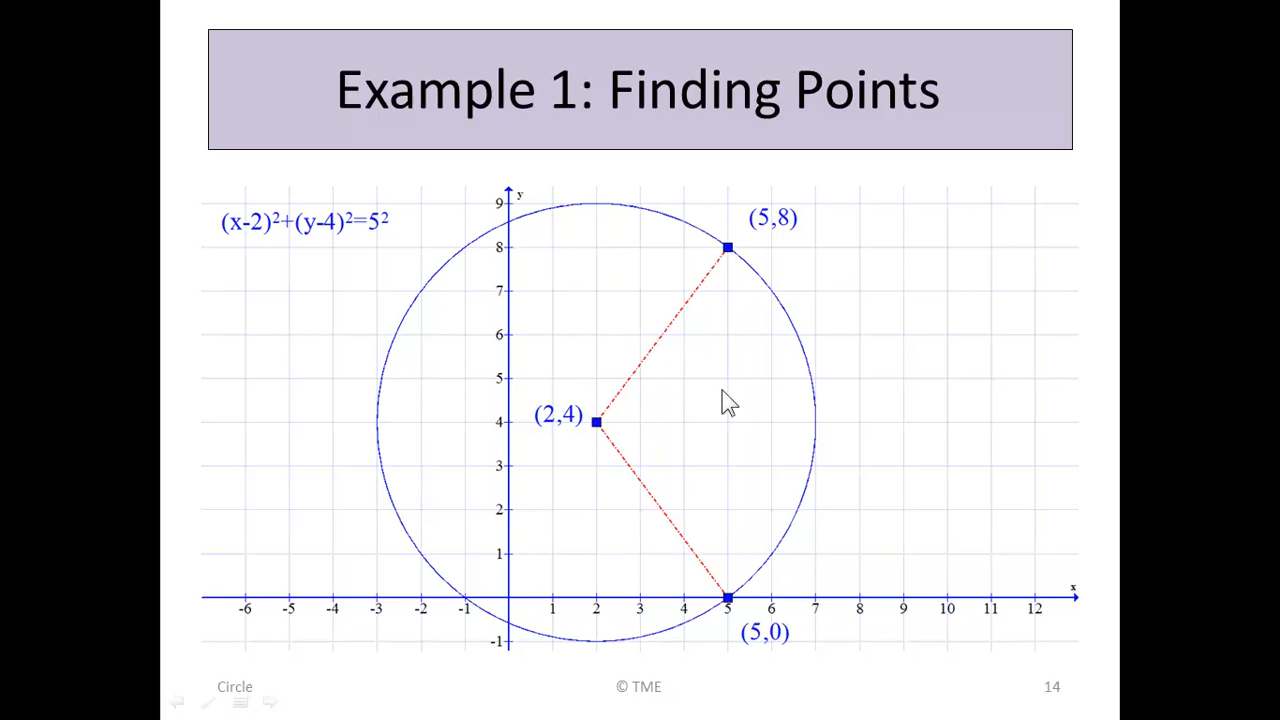 Example 1: Finding Points
y
(x-2)²+(y-4)²=5²
(5,8)
9
8
7
6
5
(2,4)
4
3
2
1
x
-6 -5 -4 -3 -2 -1 1 2 3 4 5 6 7 8 9 10 11 12
(5,0)
-1
Circle © TME 14